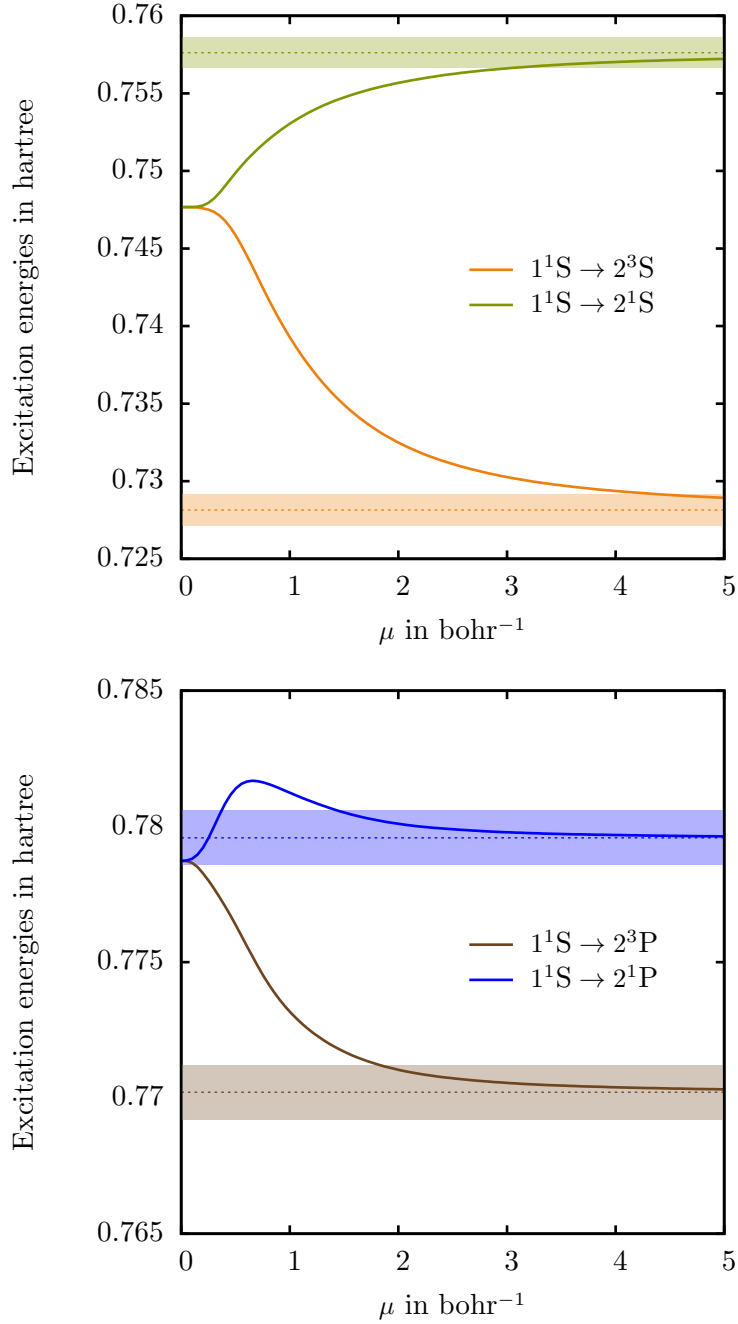 0.76
0.755
0.75
0.745
0.74
0.735
0.73
0.725
Excitation energies in hartree
1¹S → 2³S
1¹S → 2¹S
0 1 2 3 4 5
μ in bohr⁻¹
0.785
0.78
0.775
0.77
0.765
Excitation energies in hartree
1¹S → 2³P
1¹S → 2¹P
0 1 2 3 4 5
μ in bohr⁻¹